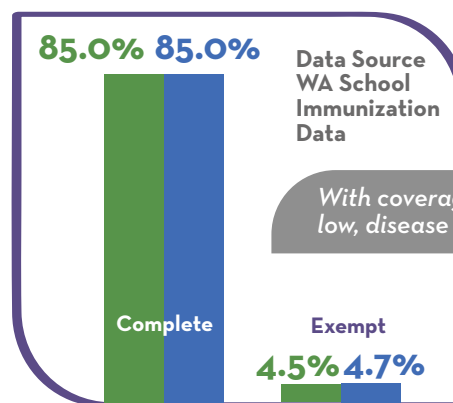 85.0% 85.0%
Data Source
WA School
Immunization
Data
With
low, disease
Complete
Exempt
4.5% 4.7%